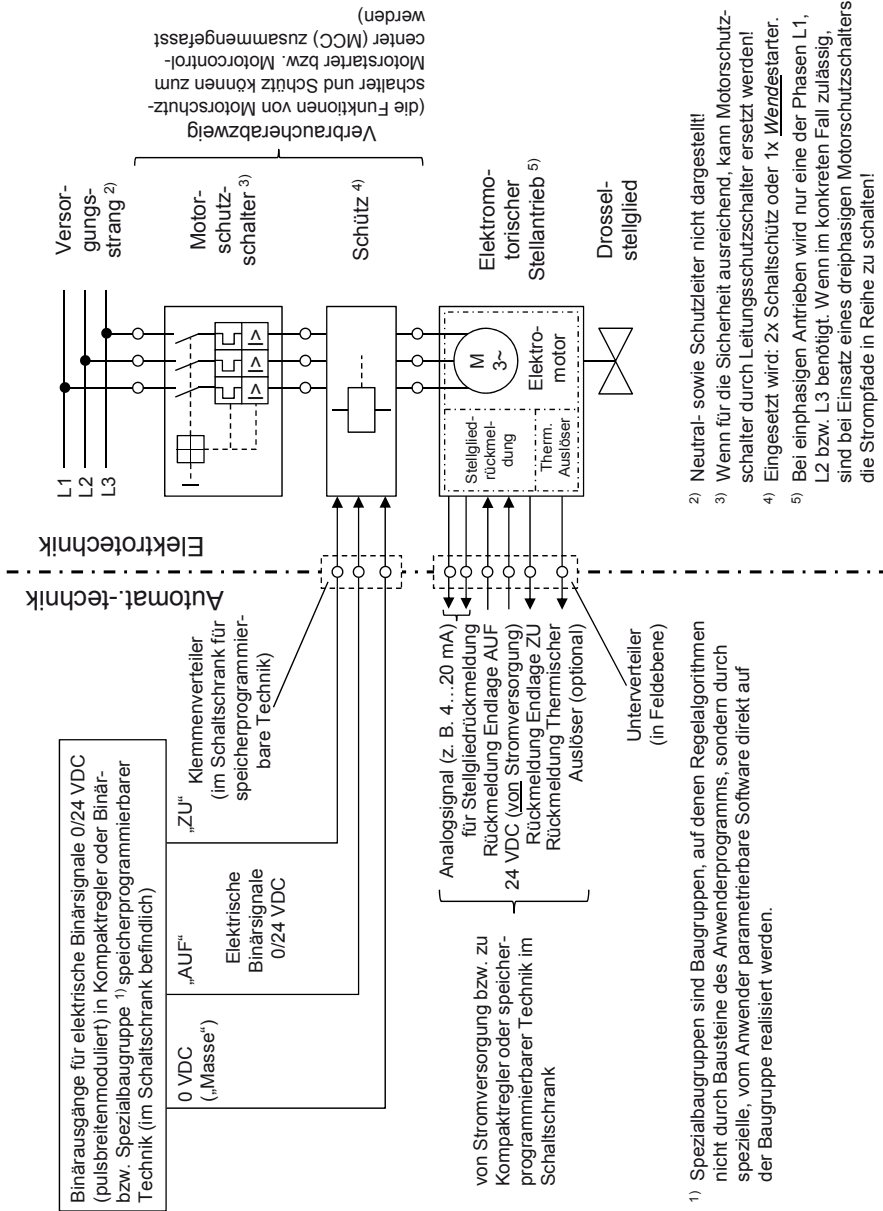 Automat.-technik
Elektrotechnik
Binärausgänge für elektrische Binärsignale 0/24 VDC
(pulsbreitenmoduliert) in Kompaktregler oder Binär-
bzw. Spezialbaugruppe 1) speicherprogrammierbarer
Technik (im Schaltschrank befindlich)
0 VDC
(„Masse“)
„AUF“
Elektrische
Binärsignale
0/24 VDC
„ZU“
Klemmenverteiler
(im Schaltschrank für
speicherprogrammier-
bare Technik)
L1
L2
L3
Versor-
gungs-
strang 2)
I>
I>
I>
Motor-
schutz-
schalter 3)
Schütz 4)
Verbraucherabzweig
(die Funktionen von Motorschutz-
schalter und Schütz können zum
Motorstarter bzw. Motorcontrol-
center (MCC) zusammengefasst
werden)
von Stromversorgung bzw. zu
Kompaktregler oder speicher-
programmierbarer Technik im
Schaltschrank
Analogsignal (z. B. 4…20 mA)
für Stellgliedrückmeldung
Rückmeldung Endlage AUF
24 VDC (von Stromversorgung)
Rückmeldung Endlage ZU
Rückmeldung Thermischer
Auslöser (optional)
Unterverteiler
(in Feldebene)
Stellglied-
rückmel-
dung
Therm.
Auslöser
M
3~
Elektro-
motor
Elektromo-
torischer
Stellantrieb 5)
Drossel-
stellglied
1) Spezialbaugruppen sind Baugruppen, auf denen Regelalgorithmen
nicht durch Bausteine des Anwenderprogramms, sondern durch
spezielle, vom Anwender parametrierbare Software direkt auf
der Baugruppe realisiert werden.
2) Neutral- sowie Schutzleiter nicht dargestellt!
3) Wenn für die Sicherheit ausreichend, kann Motorschutz-
schalter durch Leitungsschutzschalter ersetzt werden!
4) Eingesetzt wird: 2x Schaltschütz oder 1x Wendestarter.
5) Bei einphasigen Antrieben wird nur eine der Phasen L1,
L2 bzw. L3 benötigt. Wenn im konkreten Fall zulässig,
sind bei Einsatz eines dreiphasigen Motorschutzschalters
die Strompfade in Reihe zu schalten!